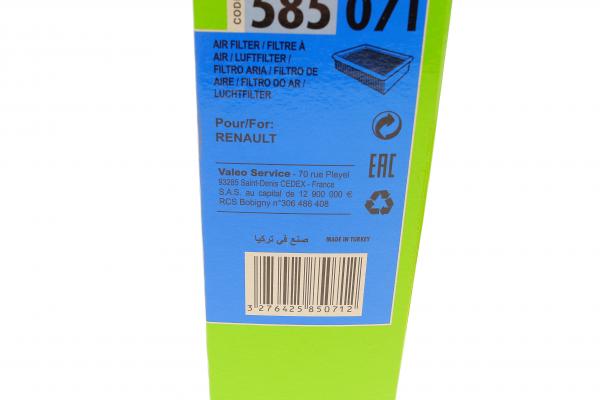 CODE
585 071
AIR FILTER / FILTRE À
AIR / LUFTFILTER /
FILTRO ARIA / FILTRO DE
AIRE / FILTRO DO AR /
LUCHTFILTER
Pour/For:
RENAULT
EAC
Valeo Service - 70 rue Pleyel
93285 Saint-Denis CEDEX - France
S.A.S. au capital de 12 900 000 €
RCS Bobigny n°306 486 408
صنع في تركيا MADE IN TURKEY
3 276425 850712